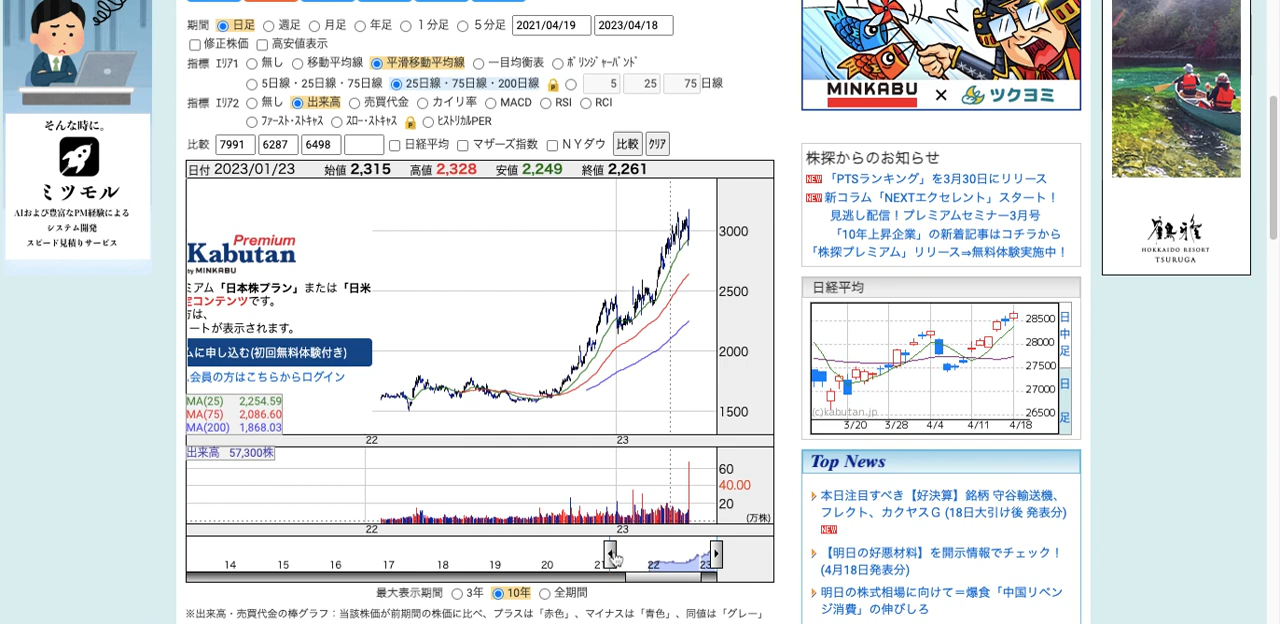 期間 日足 週足 月足 年足 １分足 ５分足 2021/04/19 2023/04/18
修正株価 高安値表示
指標 ｴﾘｱ1 無し 移動平均線 平滑移動平均線 一目均衡表 ﾎﾞﾘﾝｼﾞｬｰﾊﾞﾝﾄﾞ
5日線・25日線・75日線 25日線・75日線・200日線 5 25 75 日線
指標 ｴﾘｱ2 無し 出来高 売買代金 カイリ率 MACD RSI RCI
ﾌｧｰｽﾄ･ｽﾄｷｬｽ ｽﾛｰ･ｽﾄｷｬｽ ﾋｽﾄﾘｶﾙPER
比較 7991 6287 6498 日経平均 マザーズ指数 ＮＹダウ 比較 ｸﾘｱ
日付 2023/01/23 始値 2,315 高値 2,328 安値 2,249 終値 2,261
Premium
Kabutan
by MINKABU
ミアム「日本株プラン」または「日米
定コンテンツです。
方は、
ートが表示されます。
ムに申し込む(初回無料体験付き)
会員の方はこちらからログイン
MA(25) 2,254.59
MA(75) 2,086.60
MA(200) 1,868.03
3000
2500
2000
1500
22 23
出来高 57,300株
60
40.00
20
(万株)
22 23
14 15 16 17 18 19 20 21 22 23
最大表示期間 3年 10年 全期間
※出来高・売買代金の棒グラフ：当該株価が前期間の株価に比べ、プラスは「赤色」、マイナスは「青色」、同値は「グレー」
そんな時に。
ミツモル
AIおよび豊富なPM経験による
システム開発
スピード見積りサービス
MINKABU × ツクヨミ
株探からのお知らせ
NEW 「PTSランキング」を3月30日にリリース
NEW 新コラム「NEXTエクセレント」スタート！
見逃し配信！プレミアムセミナー3月号
「10年上昇企業」の新着記事はコチラから
「株探プレミアム」リリース⇒無料体験実施中！
日経平均
28500
28000
27500
27000
26500
(c)kabutan.jp
3/20 3/28 4/4 4/11 4/18
日
中
足
日
足
Top News
本日注目すべき【好決算】銘柄 守谷輸送機、
フレクト、カクヤスＧ (18日大引け後 発表分)
NEW
【明日の好悪材料】を開示情報でチェック！
(4月18日発表分)
明日の株式相場に向けて＝爆食「中国リベン
ジ消費」の伸びしろ
鶴雅
HOKKAIDO RESORT
TSURUGA